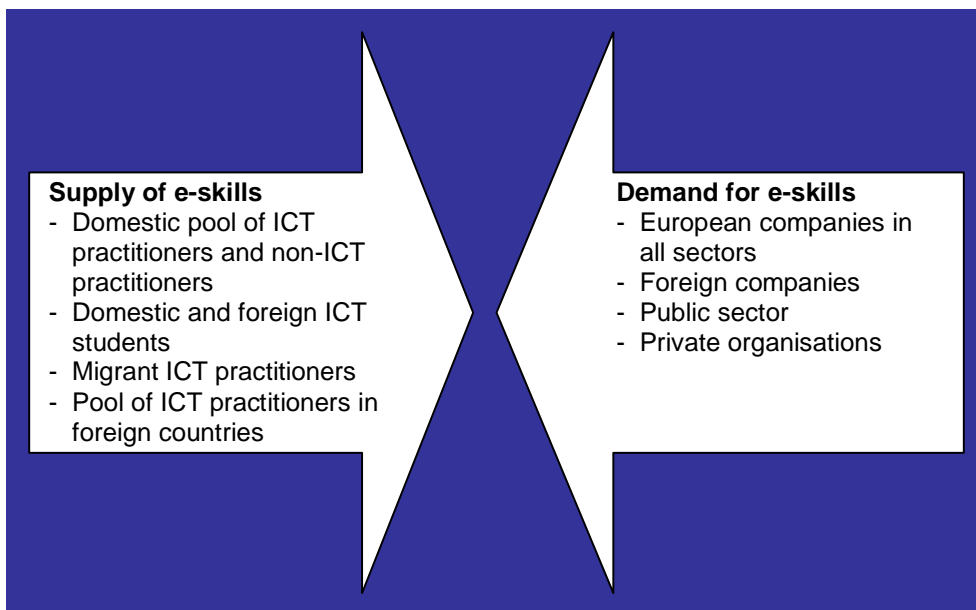 Supply of e-skills
- Domestic pool of ICT
practitioners and non-ICT
practitioners
- Domestic and foreign ICT
students
- Migrant ICT practitioners
- Pool of ICT practitioners in
foreign countries
Demand for e-skills
- European companies in
all sectors
- Foreign companies
- Public sector
- Private organisations